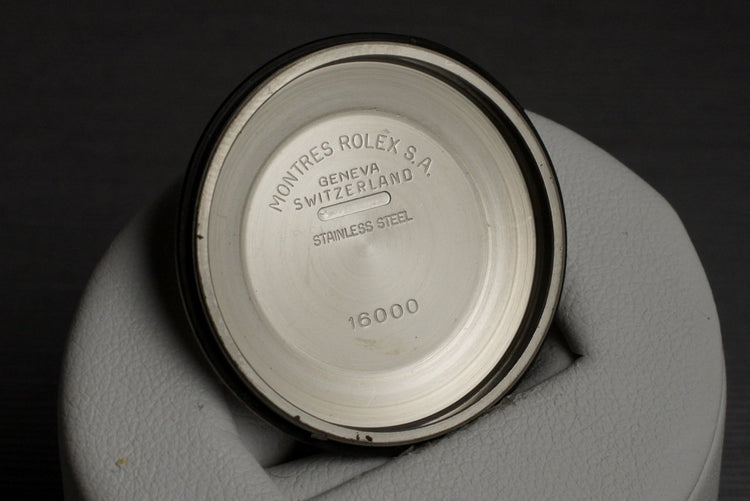 MONTRES ROLEX S.A.
GENEVA
SWITZERLAND
STAINLESS STEEL
16000